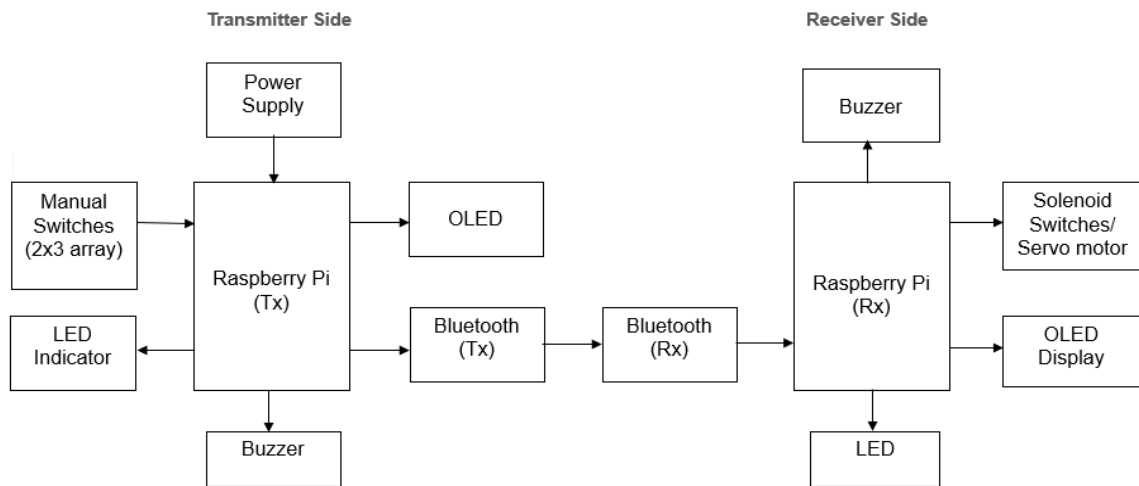 Transmitter Side
Receiver Side
Power
Supply
Buzzer
Manual
Switches
(2x3 array)
OLED
Solenoid
Switches/
Servo motor
Raspberry Pi
(Tx)
Raspberry Pi
(Rx)
LED
Indicator
Bluetooth
(Tx)
Bluetooth
(Rx)
OLED
Display
Buzzer
LED